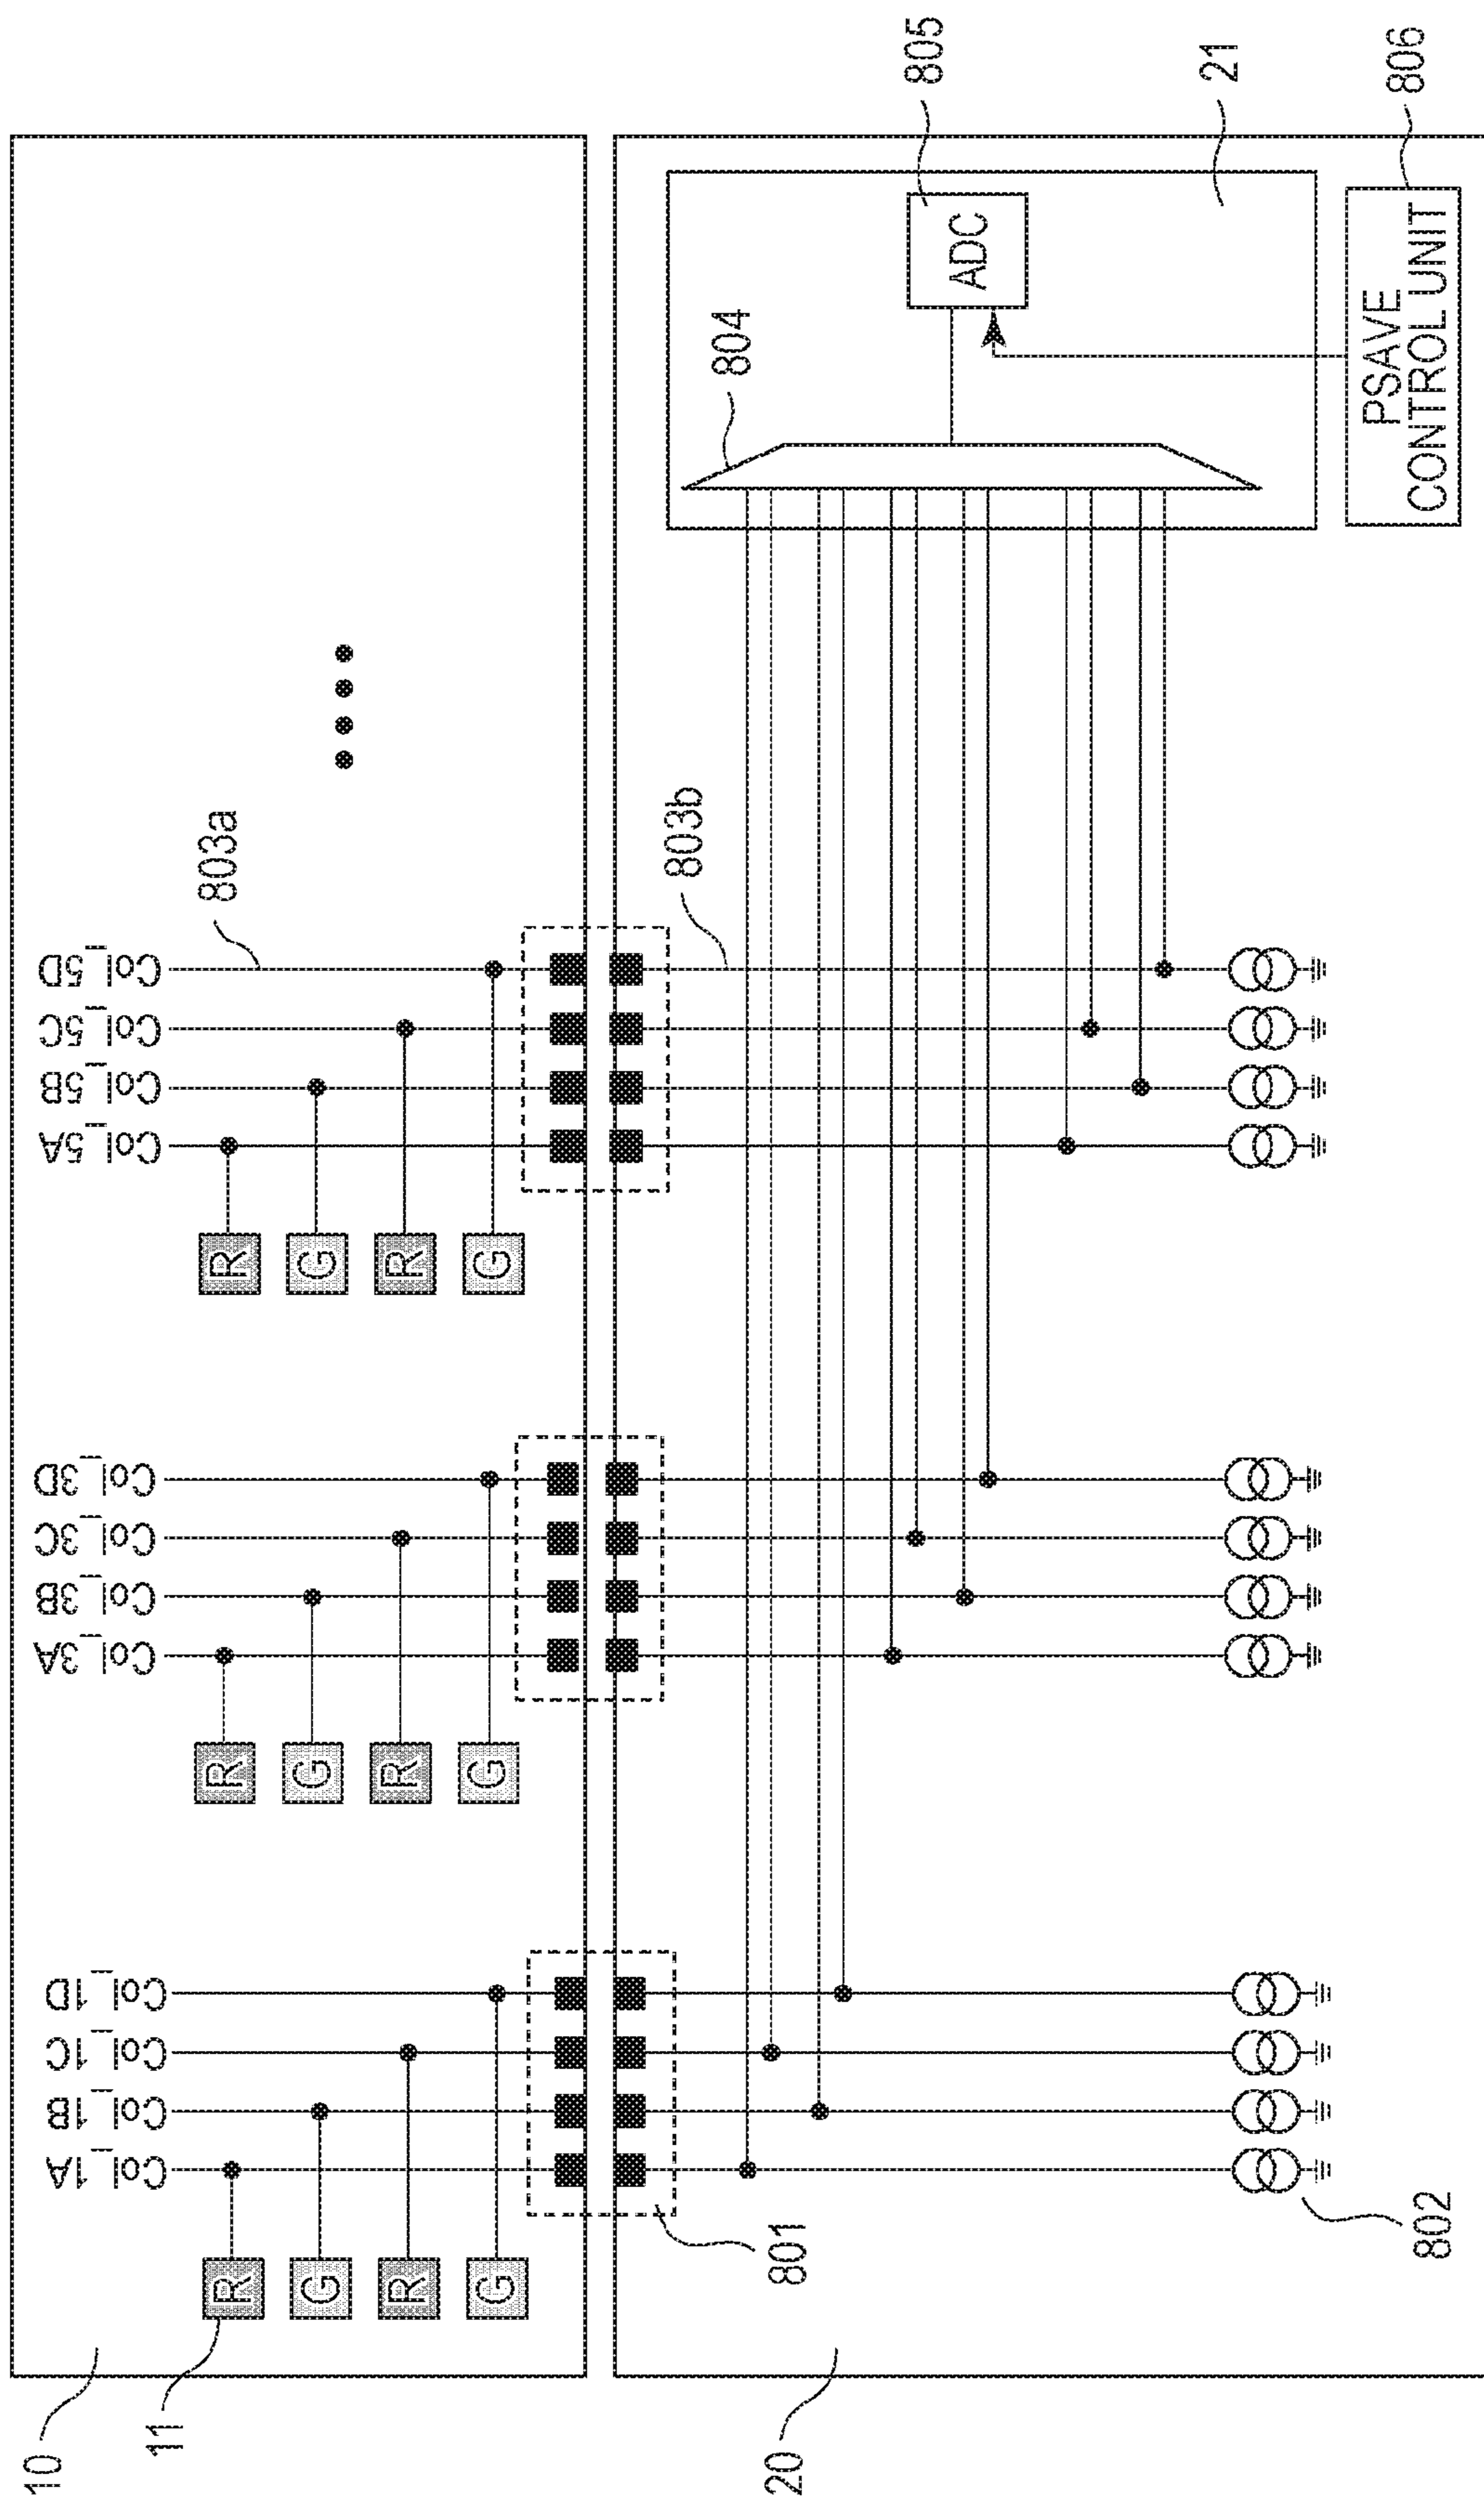 10
11
Col_1A
Col_1B
Col_1C
Col_1D
R
G
R
G
Col_3A
Col_3B
Col_3C
Col_3D
R
G
R
G
Col_5A
Col_5B
Col_5C
Col_5D
R
G
R
G
803a
20
801
802
803b
804
ADC
805
21
PSAVE
CONTROL UNIT
806